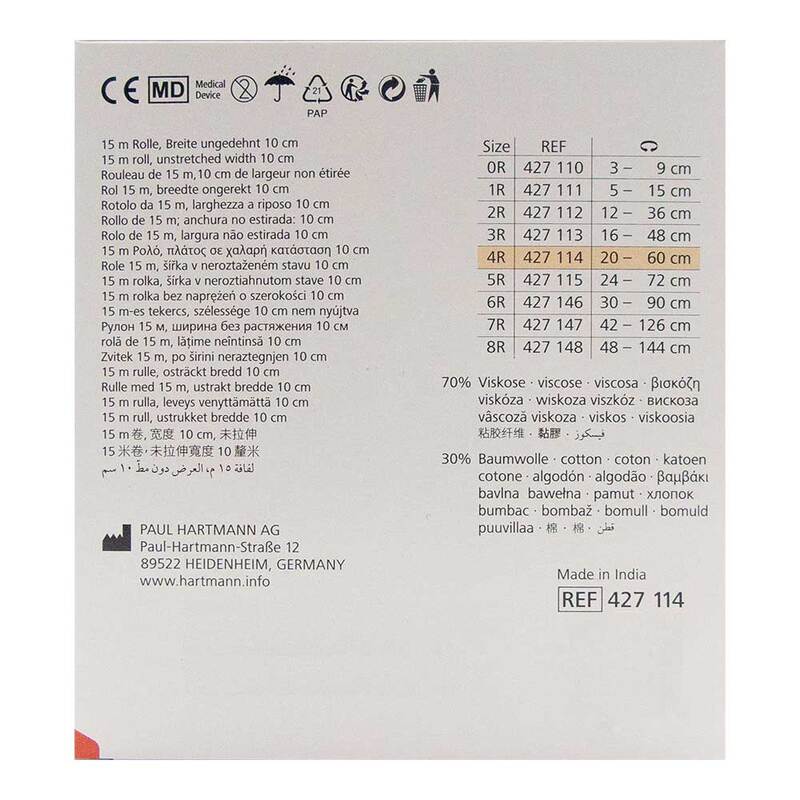 CE MD Medical Device 2 21 PAP
15 m Rolle, Breite ungedehnt 10 cm
15 m roll, unstretched width 10 cm
Rouleau de 15 m,10 cm de largeur non étirée
Rol 15 m, breedte ongerekt 10 cm
Rotolo da 15 m, larghezza a riposo 10 cm
Rollo de 15 m; anchura no estirada: 10 cm
Rolo de 15 m, largura não estirada 10 cm
15 m Ρολό, πλάτος σε χαλαρή κατάσταση 10 cm
Role 15 m, šířka v neroztaženém stavu 10 cm
15 m rolka, šírka v neroztiahnutom stave 10 cm
15 m rolka bez naprężeń o szerokości 10 cm
15 m-es tekercs, szélessége 10 cm nem nyújtva
Рулон 15 м, ширина без растяжения 10 см
rolă de 15 m, lățime neîntinsă 10 cm
Zvitek 15 m, po širini neraztegnjen 10 cm
15 m rulle, osträckt bredd 10 cm
Rulle med 15 m, ustrakt bredde 10 cm
15 m rulla, leveys venyttämättä 10 cm
15 m rull, ustrukket bredde 10 cm
15 m 卷, 宽度 10 cm, 未拉伸
15 米卷·未拉伸寬度 10 釐米
لفافة ١٥ م، العرض دون مطّ ١٠ سم
PAUL HARTMANN AG
Paul-Hartmann-Straße 12
89522 HEIDENHEIM, GERMANY
www.hartmann.info
Size REF
0R 427 110 3 – 9 cm
1R 427 111 5 – 15 cm
2R 427 112 12 – 36 cm
3R 427 113 16 – 48 cm
4R 427 114 20 – 60 cm
5R 427 115 24 – 72 cm
6R 427 146 30 – 90 cm
7R 427 147 42 – 126 cm
8R 427 148 48 – 144 cm
70% Viskose · viscose · viscosa · βισκόζη
viskóza · wiskoza viszkóz · вискоза
vâscoză viskoza · viskos · viskoosia
粘胶纤维 · 黏膠 · فيسكوز
30% Baumwolle · cotton · coton · katoen
cotone · algodón · algodão · βαμβάκι
bavlna bawełna · pamut · хлопок
bumbac · bombaž · bomull · bomuld
puuvillaa · 棉 · 棉 · قطن
Made in India
REF 427 114